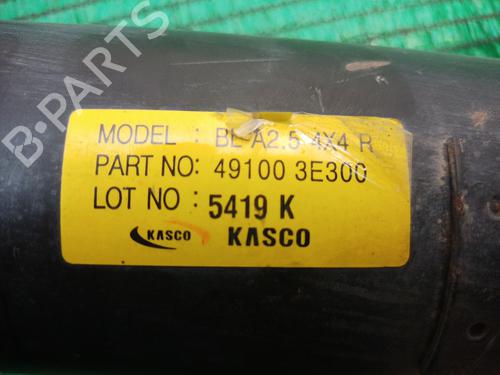 MODEL : BL A2.5 4X4 R
PART NO: 49100 3E300
LOT NO : 5419 K
KASCO KASCO
B-PARTS